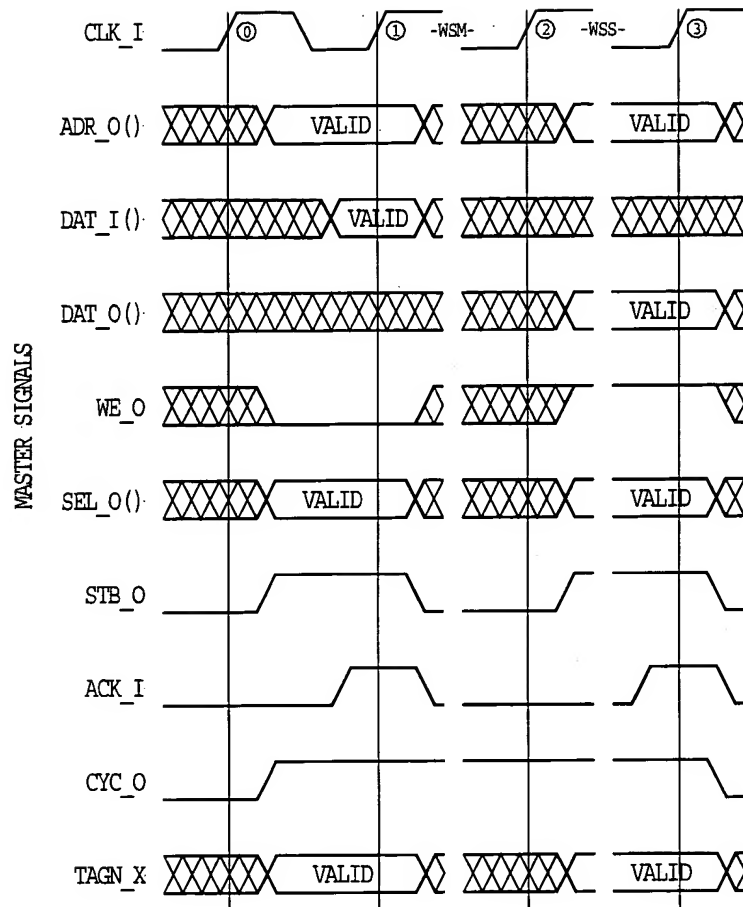 CLK_I 0 1 -WSM- 2 -WSS- 3
ADR_O() VALID VALID
DAT_I() VALID
DAT_O() VALID
MASTER SIGNALS
WE_O
SEL_O() VALID VALID
STB_O
ACK_I
CYC_O
TAGN_X VALID VALID